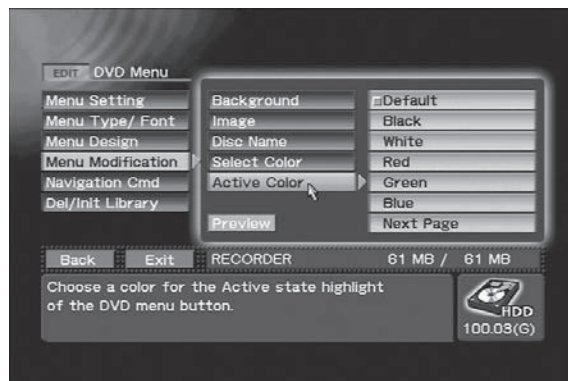 EDIT DVD Menu
Menu Setting
Menu Type/ Font
Menu Design
Menu Modification
Navigation Cmd
Del/Init Library
Background
Image
Disc Name
Select Color
Active Color
Preview
Default
Black
White
Red
Green
Blue
Next Page
Back Exit RECORDER 61 MB / 61 MB
Choose a color for the Active state highlight
of the DVD menu button.
HDD
100.03(G)